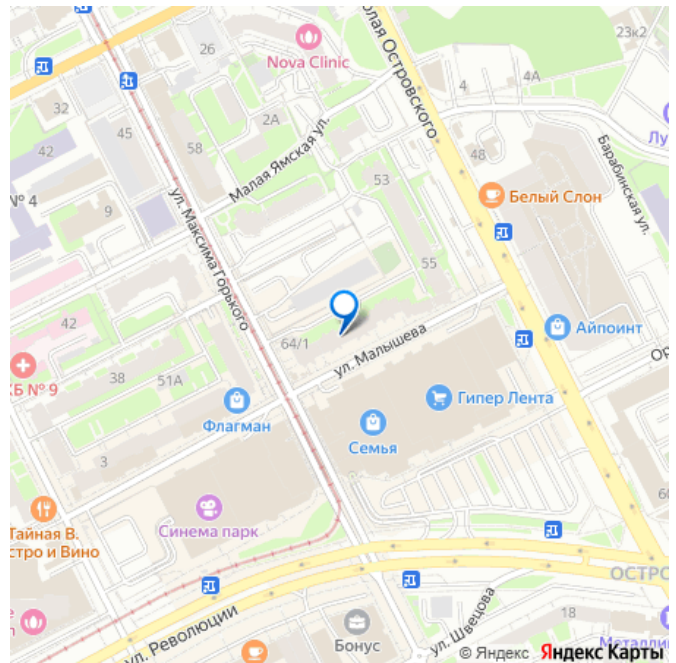 олая Островского
23к2
26
Nova Clinic
4А
4
Лу
32
2А
45
58
42
48
Малая Ямская ул.
Барабинская ул.
53
№ 4
9
Белый Слон
ул. Максима Горького
55
42
64/1
ул. Малышева
Айпоинт
Ор
КБ № 9
38
51А
Флагман
Гипер Лента
Семья
3
Тайная В.
стро и Вино
Синема парк
ОСТРО
ул. Революции
Бонус
ул. Швецова
18
Металли
© Яндекс Яндекс Карты